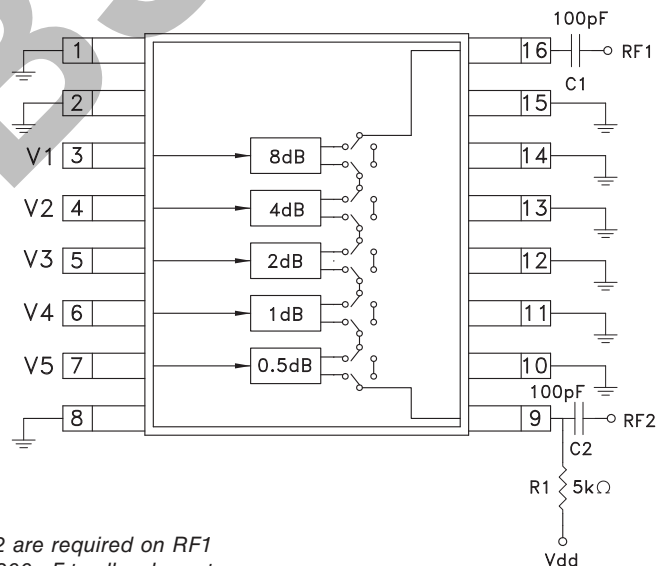 100pF
1
16
RF1
C1
2
15
V1 3
8dB
14
V2 4
4dB
13
V3 5
2dB
12
V4 6
1dB
11
V5 7
0.5dB
10
100pF
8
9
RF2
C2
R1 5kΩ
Vdd
2 are required on RF1